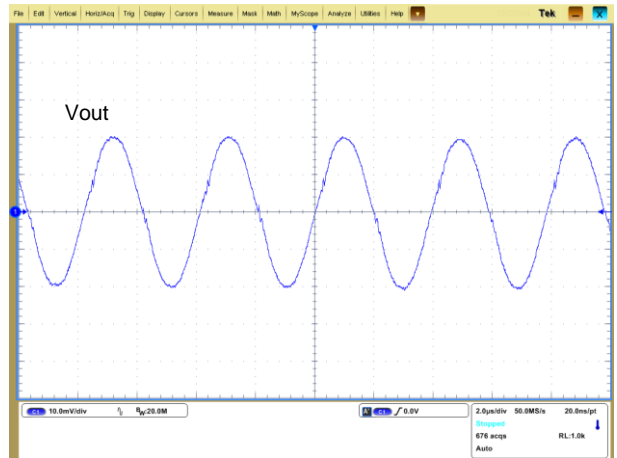 File Edit Vertical Horiz/Acq Trig Display Cursors Measure Mask Math MyScope Analyze Utilities Help Tek X
Vout
1
C1 10.0mV/div BW:20.0M
A' C1 0.0V
2.0µs/div 50.0MS/s 20.0ns/pt
Stopped
676 acqs RL:1.0k
Auto